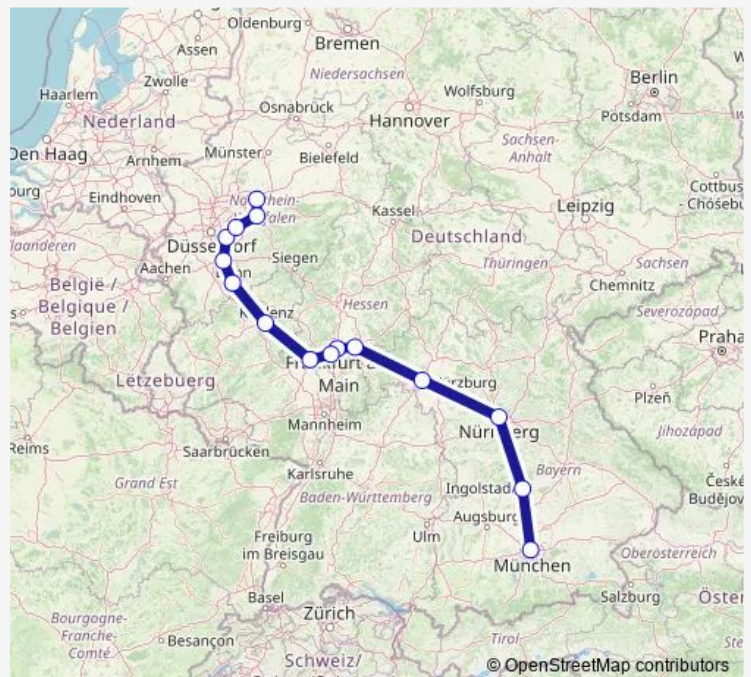 Oldenburg
Bremen
Assen
Niedersachsen
Berlin
Zwolle
Wolfsburg
Haarlem
Osnabrück
Potsdam
Nederland
Hannover
Sachsen-
Anhalt
Den Haag
Arnhem
Münster
Bielefeld
Cottbus
- Chóśebuz
Eindhoven
Kassel
Leipzig
Düsseldorf
Deutschland
Siegen
Aachen
Thüringen
Sachsen
België /
Belgique /
Belgien
Chemnitz
Hessen
Severozápad
Praha
Lëtzebuerg
Main
Plzeň
Mannheim
Jihozápad
Reims
Saarbrücken
Karlsruhe
Bayern
Grand Est
Baden-Württemberg
České
Augsburg
Freiburg
im Breisgau
Ulm
München
Oberösterreich
Basel
Salzburg
Zürich
Bourgogne-
Franche-
Comté
Besançon
Tirol
Schweiz/
© OpenStreetMap contributors